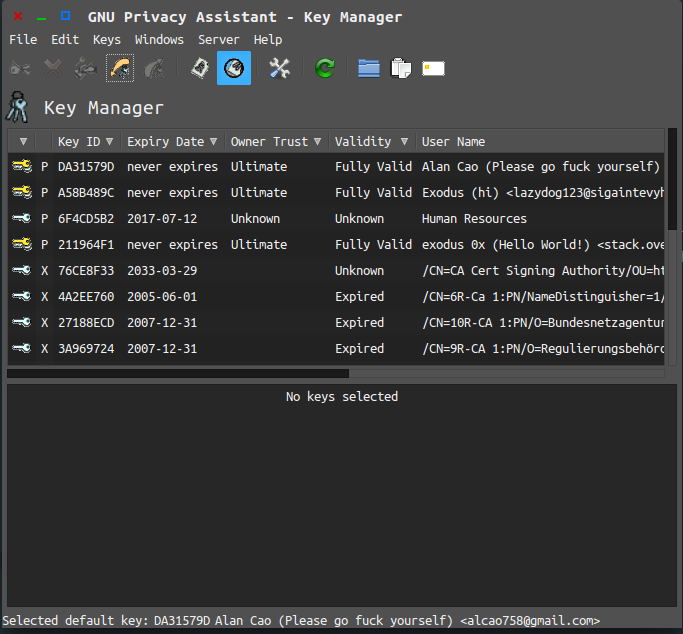 GNU Privacy Assistant - Key Manager
File Edit Keys Windows Server Help
Key Manager
Key ID Expiry Date Owner Trust Validity User Name
P DA31579D never expires Ultimate Fully Valid Alan Cao (Please go fuck yourself)
P A58B489C never expires Ultimate Fully Valid Exodus (hi) <lazydog123@sigaintevyh
P 6F4CD5B2 2017-07-12 Unknown Unknown Human Resources
P 211964F1 never expires Ultimate Fully Valid exodus 0x (Hello World!) <stack.ove
X 76CE8F33 2033-03-29 Unknown /CN=CA Cert Signing Authority/OU=ht
X 4A2EE760 2005-06-01 Expired /CN=6R-Ca 1:PN/NameDistinguisher=1/
X 27188ECD 2007-12-31 Expired /CN=10R-CA 1:PN/O=Bundesnetzagentur
X 3A969724 2007-12-31 Expired /CN=9R-CA 1:PN/O=Regulierungsbehörd
No keys selected
Selected default key: DA31579D Alan Cao (Please go fuck yourself) <alcao758@gmail.com>